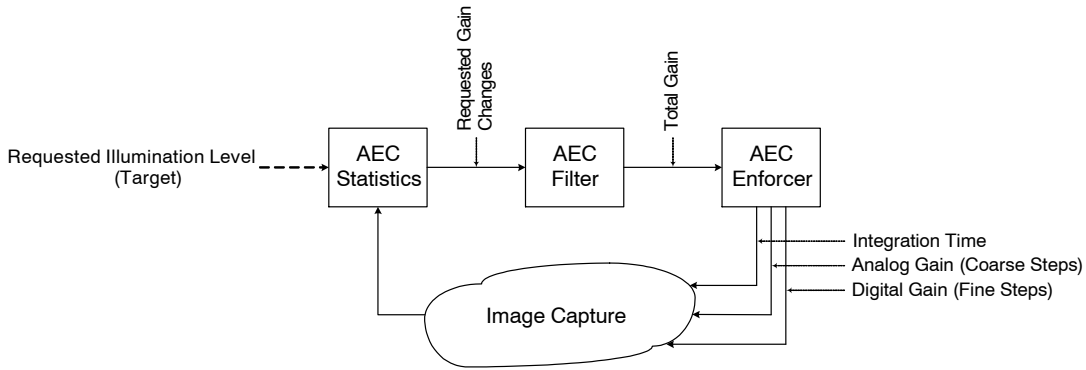 Requested Gain
Changes
Total Gain
Requested Illumination Level
(Target)
AEC
Statistics
AEC
Filter
AEC
Enforcer
Integration Time
Analog Gain (Coarse Steps)
Digital Gain (Fine Steps)
Image Capture